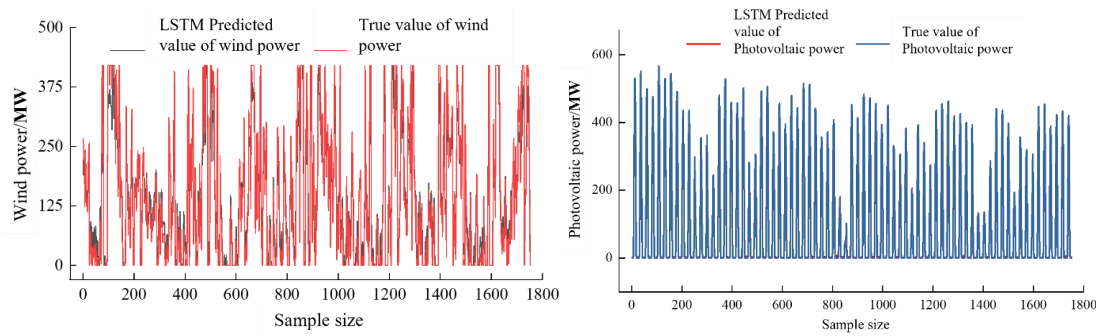 LSTM Predicted
value of wind power
True value of wind
power
500
375
250
125
0
Wind power/MW
0 200 400 600 800 1000 1200 1400 1600 1800
Sample size
LSTM Predicted
value of
Photovoltaic power
True value of
Photovoltaic power
600
400
200
0
Photovoltaic power/MW
0 200 400 600 800 1000 1200 1400 1600 1800
Sample size